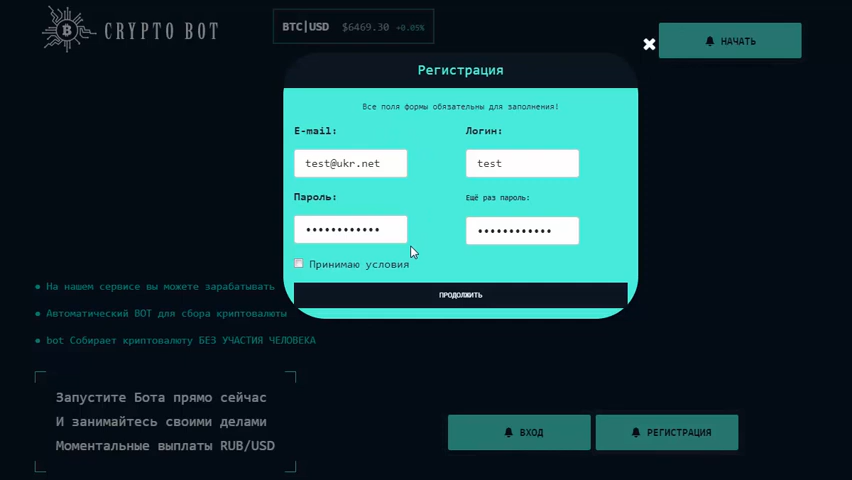 CRYPTO BOT
BTC|USD $6469.30 +0.05%
НАЧАТЬ
Регистрация
Все поля формы обязательны для заполнения!
E-mail:
Логин:
test@ukr.net
test
Пароль:
Ещё раз пароль:
••••••••••••
••••••••••••
Принимаю условия
ПРОДОЛЖИТЬ
• На нашем сервисе вы можете зарабатывать
• Автоматический БОТ для сбора криптовалюты
• bot Собирает криптовалюту БЕЗ УЧАСТИЯ ЧЕЛОВЕКА
Запустите Бота прямо сейчас
И занимайтесь своими делами
Моментальные выплаты RUB/USD
ВХОД
РЕГИСТРАЦИЯ